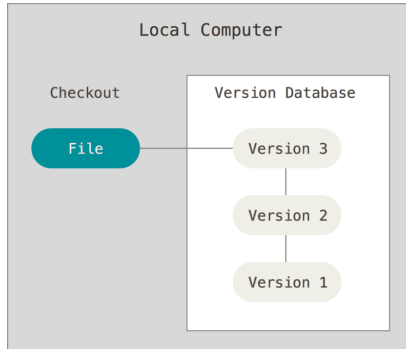 Local Computer
Checkout
Version Database
File
Version 3
Version 2
Version 1